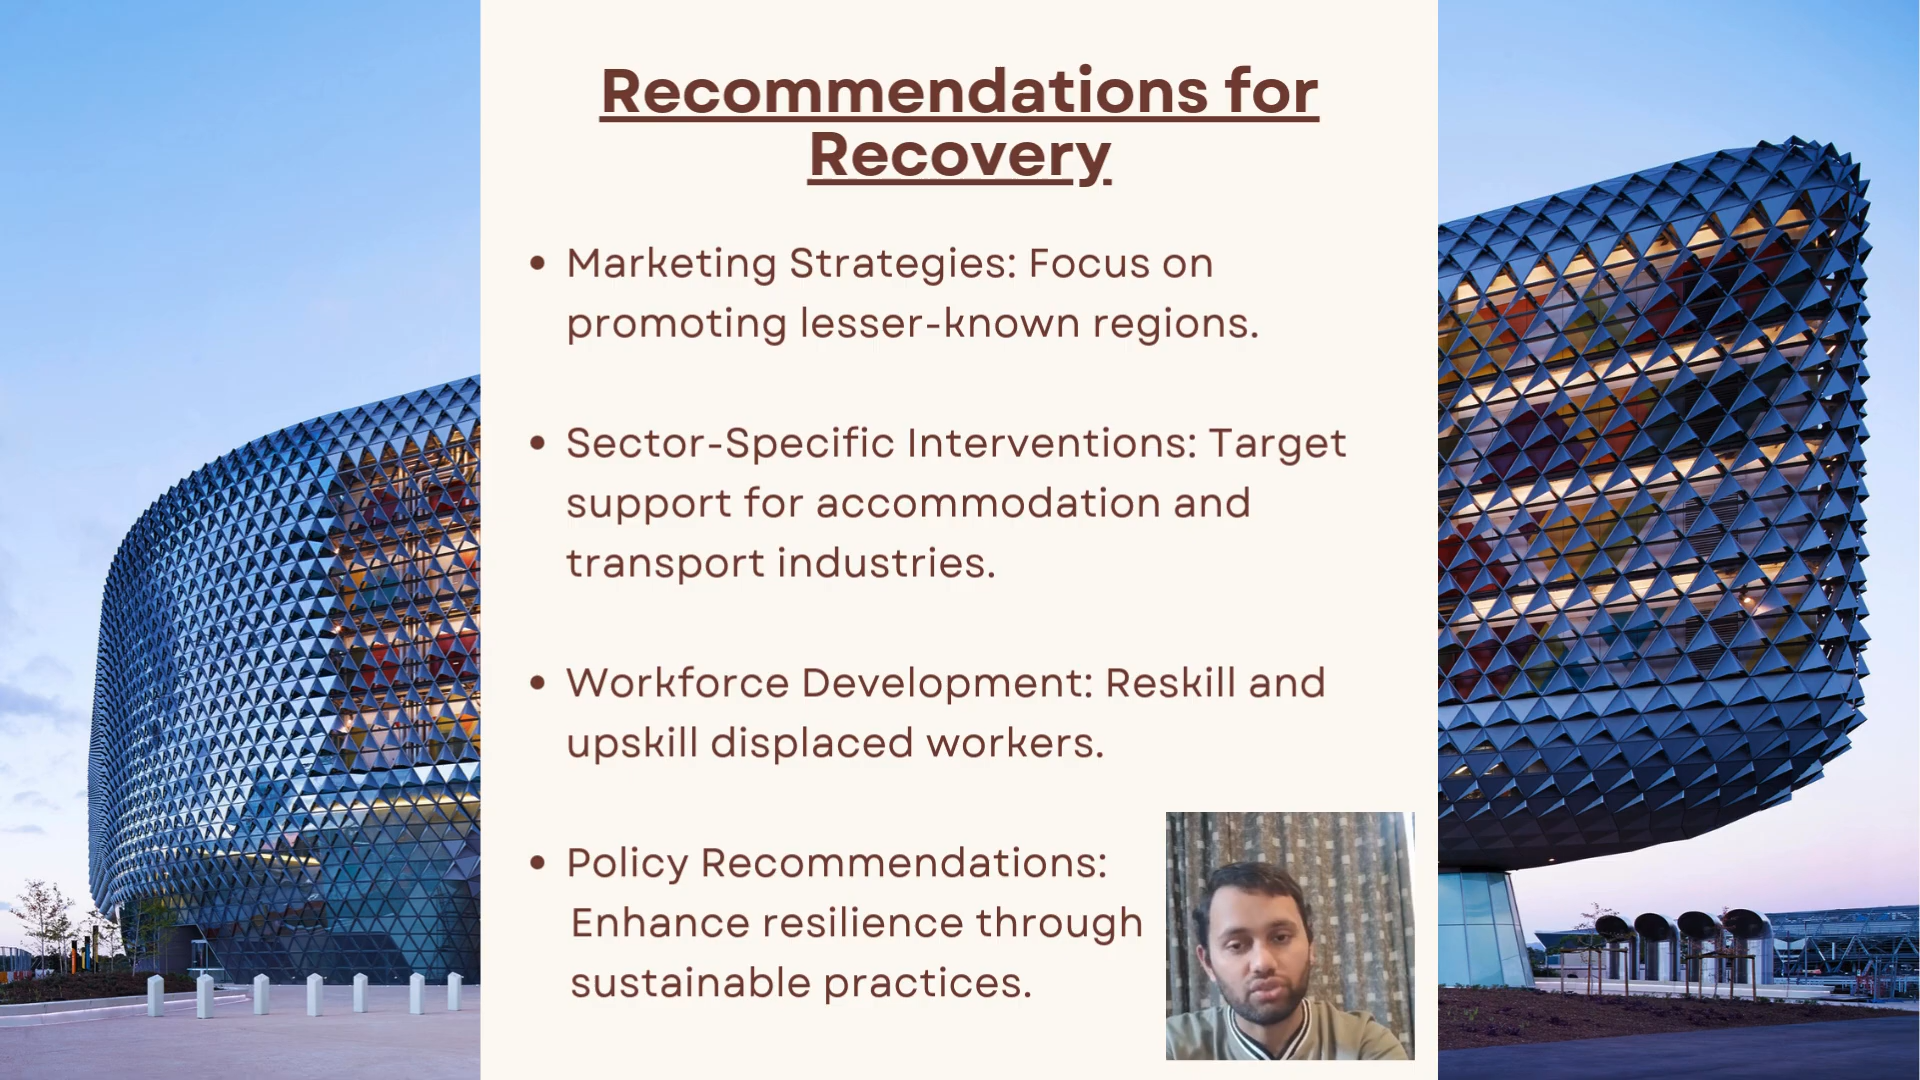 Recommendations for
Recovery
• Marketing Strategies: Focus on
promoting lesser-known regions.
• Sector-Specific Interventions: Target
support for accommodation and
transport industries.
• Workforce Development: Reskill and
upskill displaced workers.
• Policy Recommendations:
Enhance resilience through
sustainable practices.